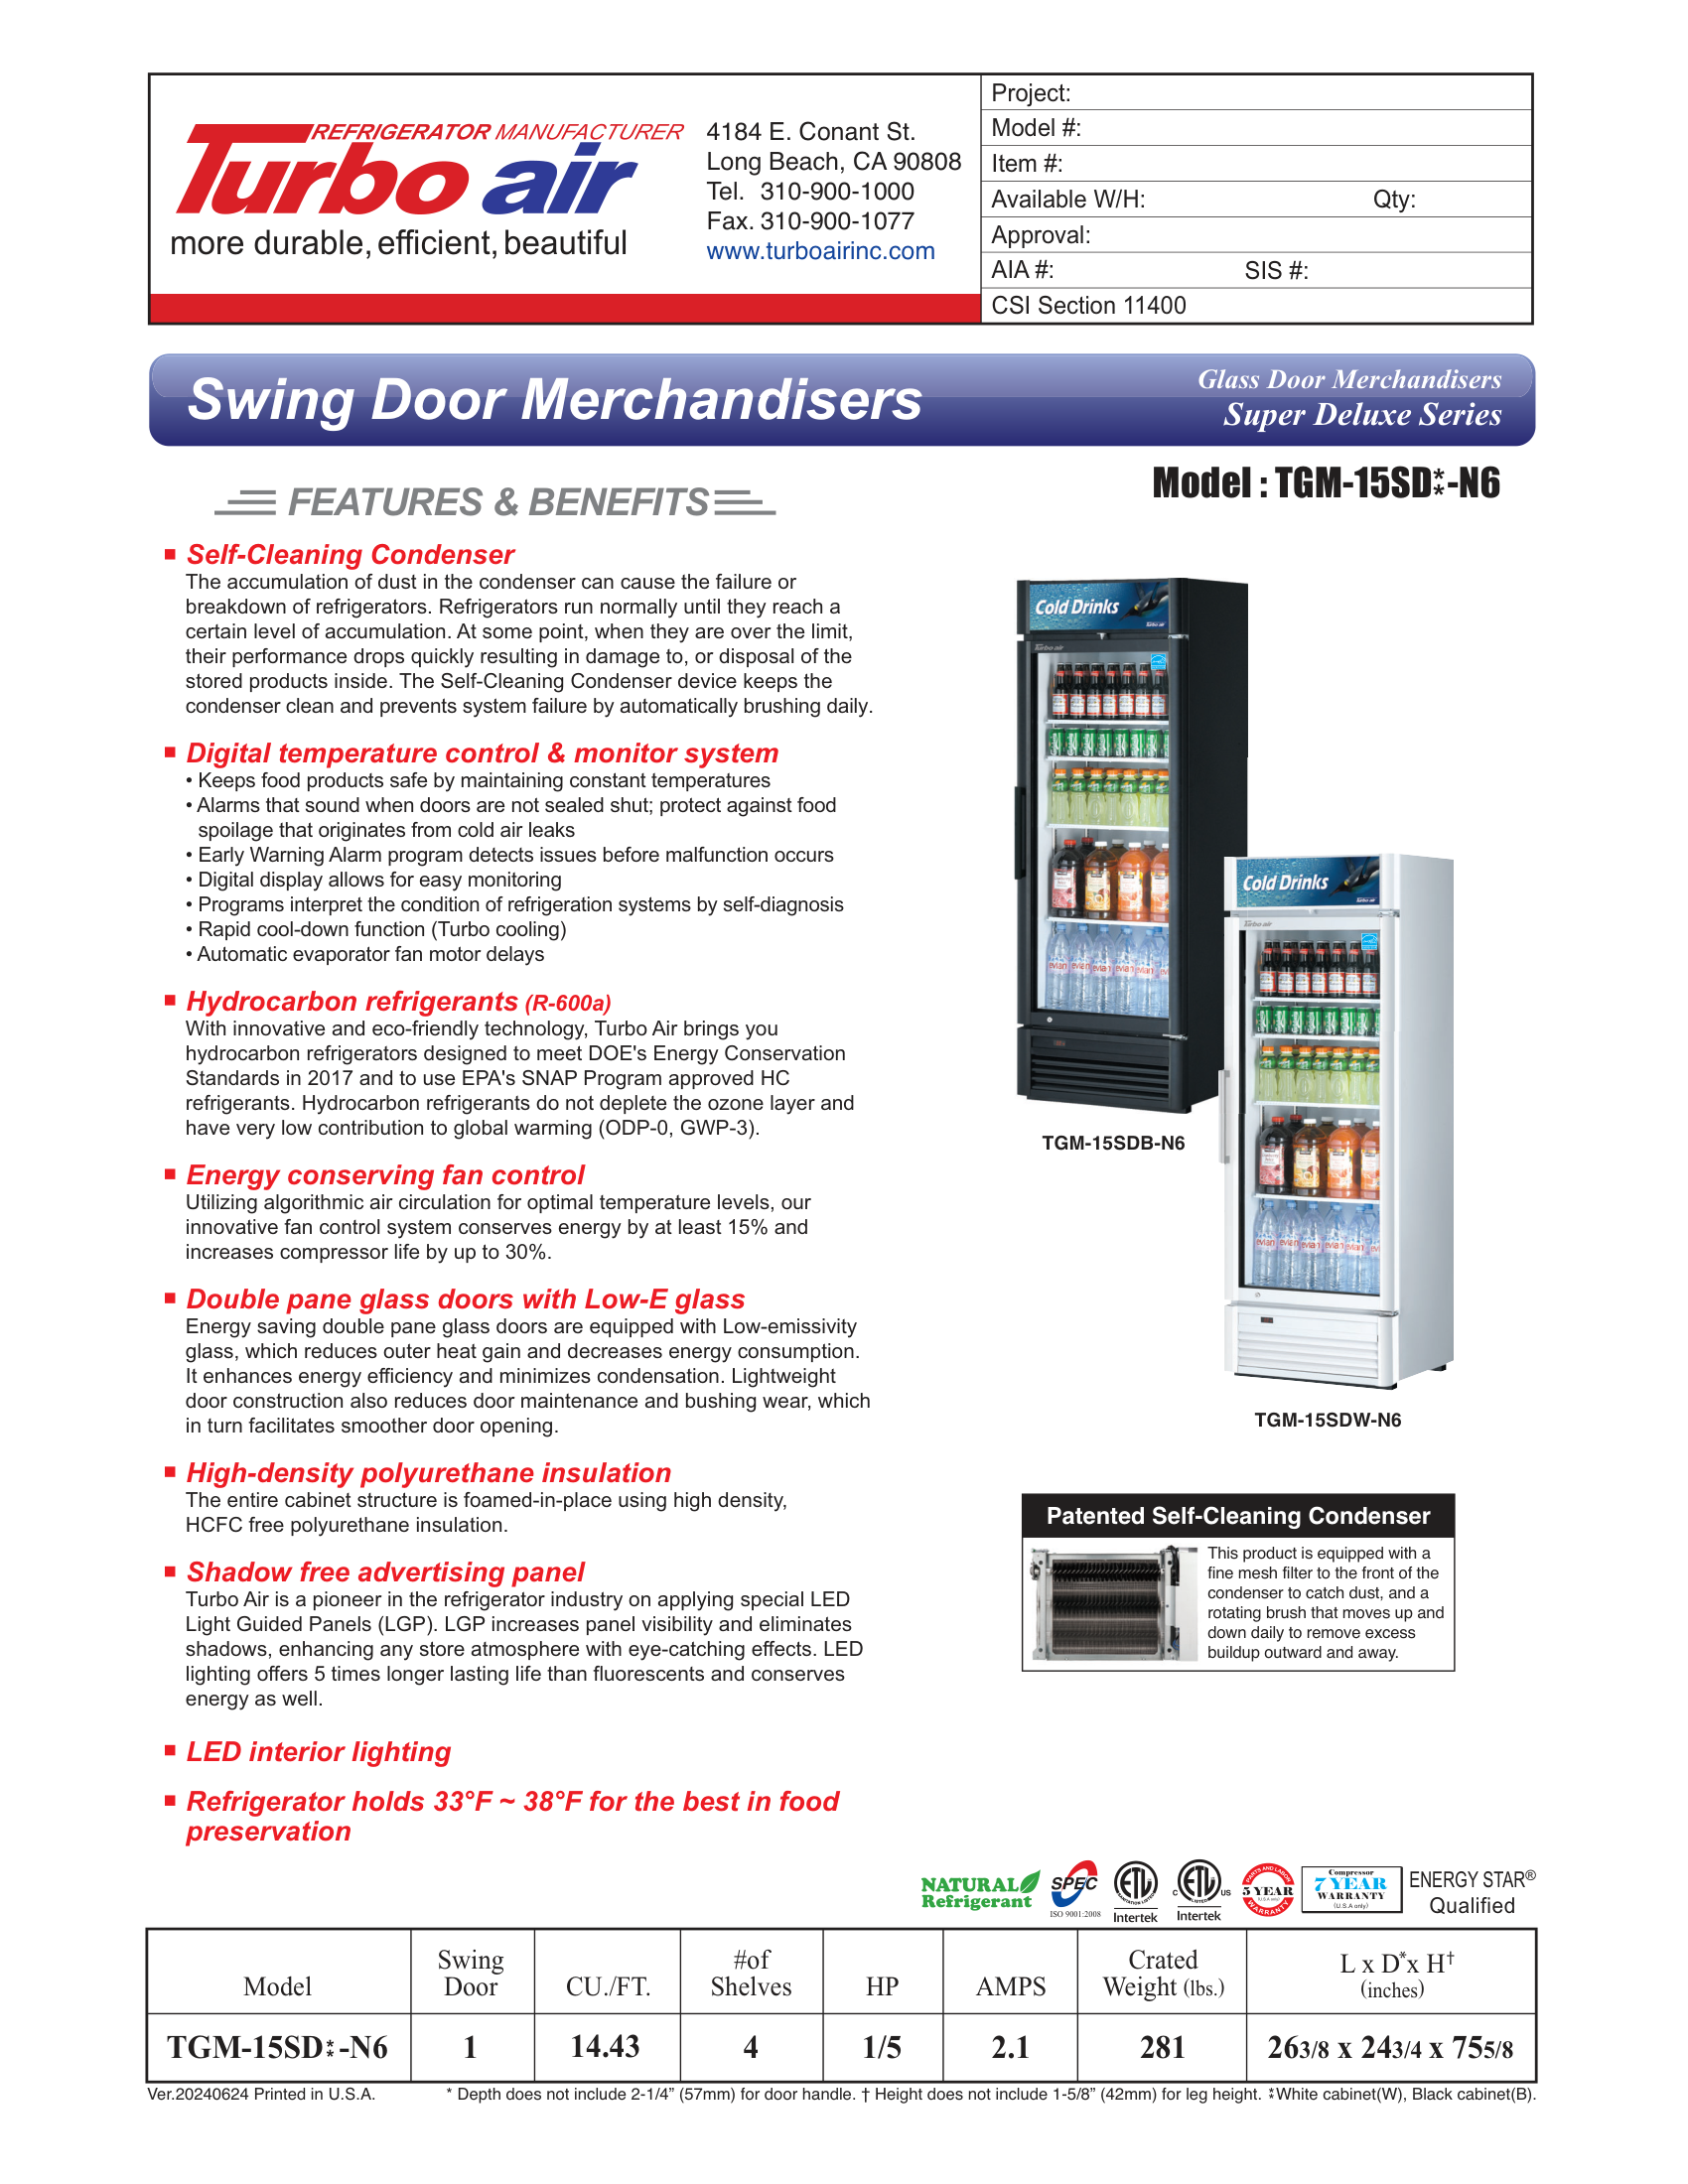 REFRIGERATOR MANUFACTURER
Turbo air
more durable, efficient, beautiful
4184 E. Conant St.
Long Beach, CA 90808
Tel. 310-900-1000
Fax. 310-900-1077
www.turboairinc.com
Project:
Model #:
Item #:
Available W/H: Qty:
Approval:
AIA #: SIS #:
CSI Section 11400
Swing Door Merchandisers
Glass Door Merchandisers
Super Deluxe Series
Model : TGM-15SD⁑-N6
FEATURES & BENEFITS
Self-Cleaning Condenser
The accumulation of dust in the condenser can cause the failure or
breakdown of refrigerators. Refrigerators run normally until they reach a
certain level of accumulation. At some point, when they are over the limit,
their performance drops quickly resulting in damage to, or disposal of the
stored products inside. The Self-Cleaning Condenser device keeps the
condenser clean and prevents system failure by automatically brushing daily.
Digital temperature control & monitor system
• Keeps food products safe by maintaining constant temperatures
• Alarms that sound when doors are not sealed shut; protect against food
spoilage that originates from cold air leaks
• Early Warning Alarm program detects issues before malfunction occurs
• Digital display allows for easy monitoring
• Programs interpret the condition of refrigeration systems by self-diagnosis
• Rapid cool-down function (Turbo cooling)
• Automatic evaporator fan motor delays
Hydrocarbon refrigerants (R-600a)
With innovative and eco-friendly technology, Turbo Air brings you
hydrocarbon refrigerators designed to meet DOE's Energy Conservation
Standards in 2017 and to use EPA's SNAP Program approved HC
refrigerants. Hydrocarbon refrigerants do not deplete the ozone layer and
have very low contribution to global warming (ODP-0, GWP-3).
Energy conserving fan control
Utilizing algorithmic air circulation for optimal temperature levels, our
innovative fan control system conserves energy by at least 15% and
increases compressor life by up to 30%.
Double pane glass doors with Low-E glass
Energy saving double pane glass doors are equipped with Low-emissivity
glass, which reduces outer heat gain and decreases energy consumption.
It enhances energy efficiency and minimizes condensation. Lightweight
door construction also reduces door maintenance and bushing wear, which
in turn facilitates smoother door opening.
High-density polyurethane insulation
The entire cabinet structure is foamed-in-place using high density,
HCFC free polyurethane insulation.
Shadow free advertising panel
Turbo Air is a pioneer in the refrigerator industry on applying special LED
Light Guided Panels (LGP). LGP increases panel visibility and eliminates
shadows, enhancing any store atmosphere with eye-catching effects. LED
lighting offers 5 times longer lasting life than fluorescents and conserves
energy as well.
LED interior lighting
Refrigerator holds 33°F ~ 38°F for the best in food
preservation
Cold Drinks
Turbo air
Turbo air
evian evian evian evian evian
TGM-15SDB-N6
Cold Drinks
Turbo air
Turbo air
evian evian evian evian evian
TGM-15SDW-N6
Patented Self-Cleaning Condenser
This product is equipped with a
fine mesh filter to the front of the
condenser to catch dust, and a
rotating brush that moves up and
down daily to remove excess
buildup outward and away.
NATURAL
Refrigerant
SPEC
ISO 9001:2008
ETL
SANITATION LISTED
Intertek
C ETL US
LISTED
Intertek
PARTS AND LABOR
5 YEAR
(U.S.A only)
WARRANTY
Compressor
7 YEAR
WARRANTY
(U.S.A only)
ENERGY STAR®
Qualified
Model
Swing
Door
CU./FT.
#of
Shelves
HP
AMPS
Crated
Weight (lbs.)
L x D* x H†
(inches)
TGM-15SD⁑-N6 1 14.43 4 1/5 2.1 281 26 3/8 x 24 3/4 x 75 5/8
Ver.20240624 Printed in U.S.A. * Depth does not include 2-1/4” (57mm) for door handle. † Height does not include 1-5/8” (42mm) for leg height. ⁑White cabinet(W), Black cabinet(B).